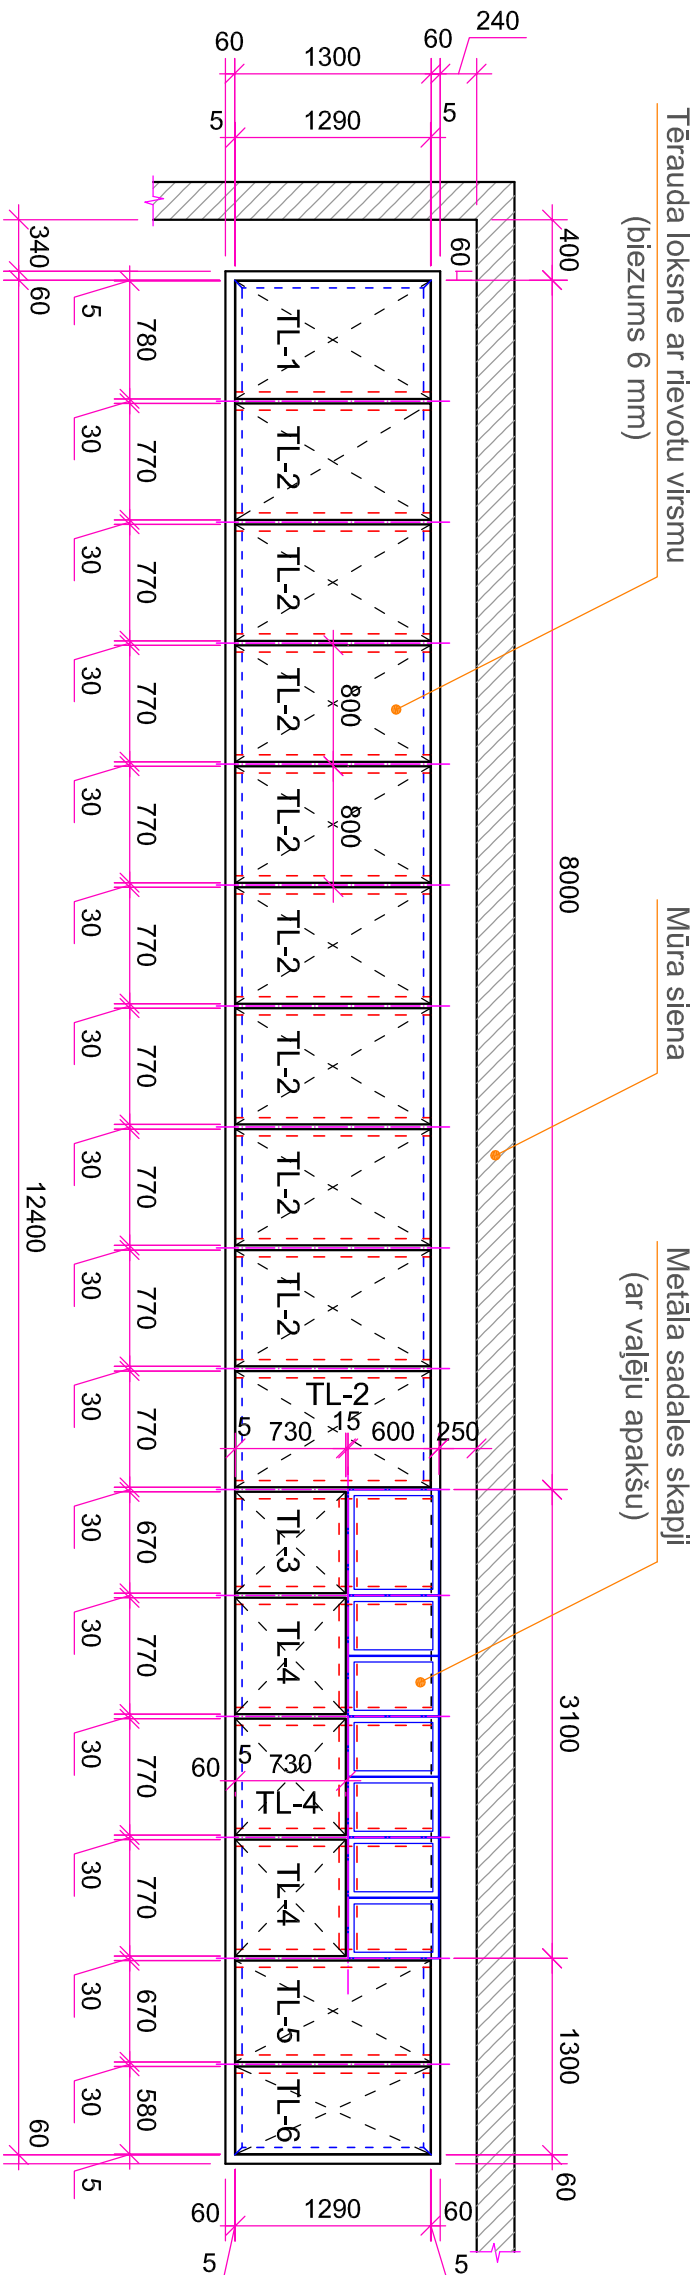 Tērauda loksne ar rievotu virsmu
(biezums 6 mm)
Mūra siena
Metāla sadales skapji
(ar vaļēju apakšu)
240
60 1300 60
5 1290 5
400 8000 3100 1300 60
60
340 60 12400 60
5 780
30 770
30 770
30 770
30 770
30 770
30 770
30 770
30 770
30 770
30 670
30 770
30 770
30 770
30 670
30 580
5
TL-1
TL-2
TL-2
TL-2
800
TL-2
800
TL-2
TL-2
TL-2
TL-2
TL-2
5 730 15 600 250
TL-3
TL-4
60 5 730
TL-4
TL-4
TL-5
TL-6
60 1290 60
5 5